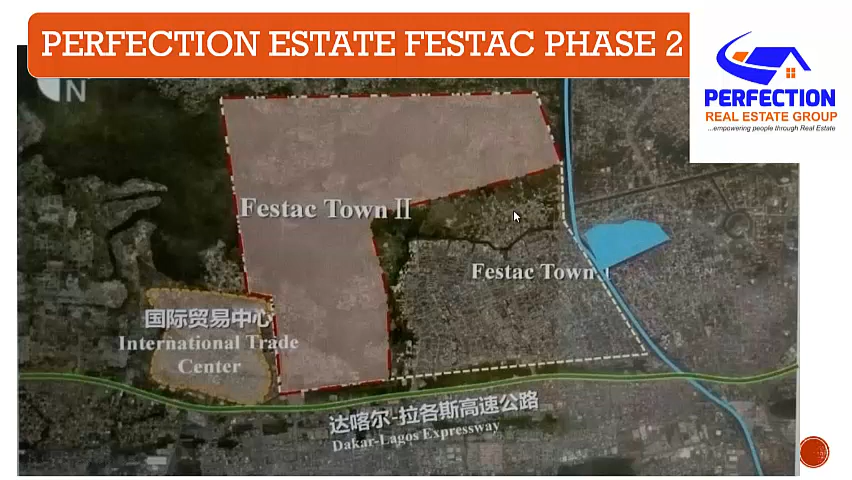 PERFECTION ESTATE FESTAC PHASE 2
PERFECTION
REAL ESTATE GROUP
...empowering people through Real Estate
N
Festac Town II
Festac Town I
国际贸易中心
International Trade
Center
达喀尔-拉各斯高速公路
Dakar-Lagos Expressway